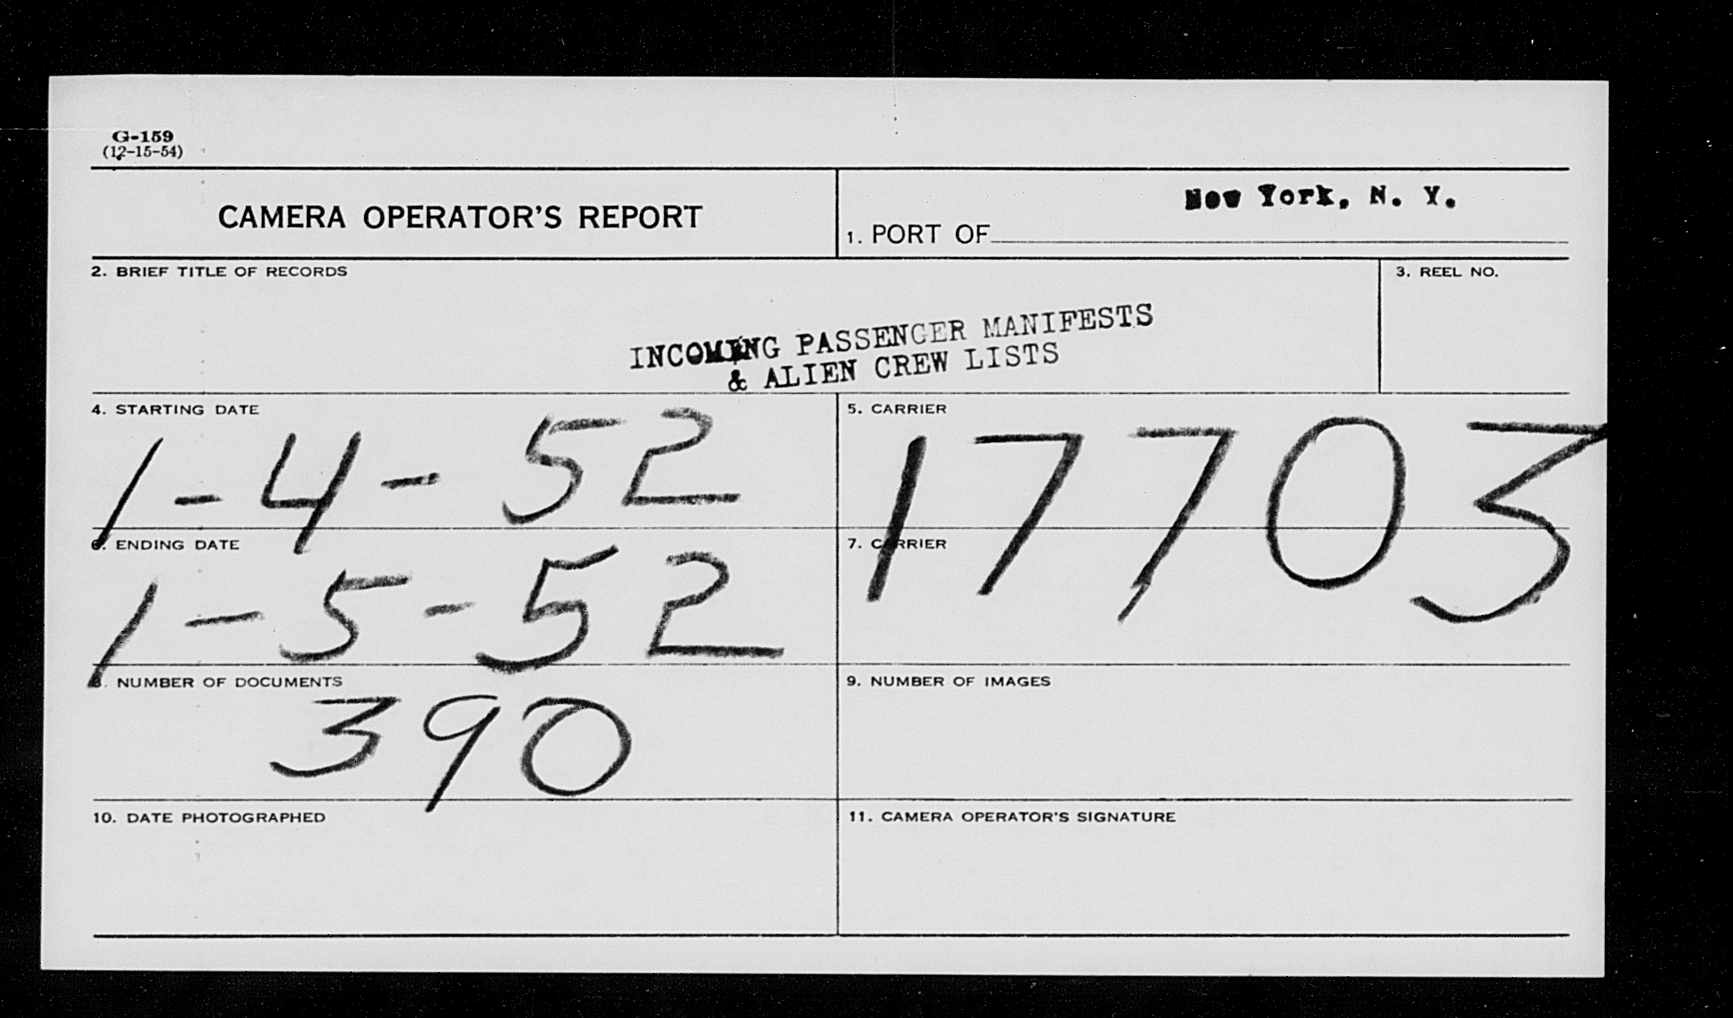 G-159
(12-15-54)
CAMERA OPERATOR'S REPORT
1. PORT OF New York, N. Y.
2. BRIEF TITLE OF RECORDS
3. REEL NO.
INCOMING PASSENGER MANIFESTS
& ALIEN CREW LISTS
4. STARTING DATE
1-4-52
5. CARRIER
17703
6. ENDING DATE
1-5-52
7. CARRIER
8. NUMBER OF DOCUMENTS
390
9. NUMBER OF IMAGES
10. DATE PHOTOGRAPHED
11. CAMERA OPERATOR'S SIGNATURE